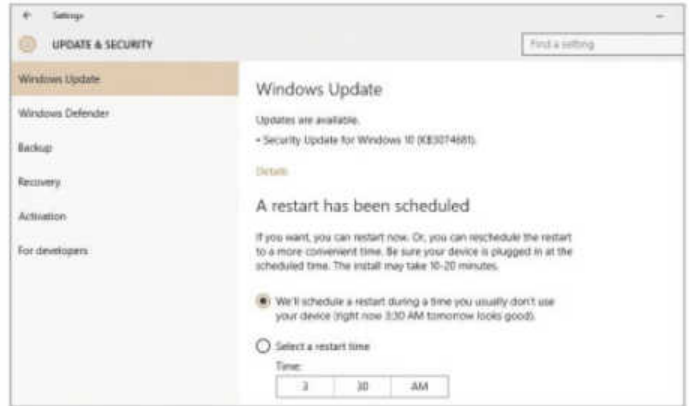 Settings
UPDATE & SECURITY
Find a setting
Windows Update
Windows Defender
Backup
Recovery
Activation
For developers
Windows Update
Updates are available.
• Security Update for Windows 10 (KB3074681).
Details
A restart has been scheduled
If you want, you can restart now. Or, you can reschedule the restart
to a more convenient time. Be sure your device is plugged in at the
scheduled time. The install may take 10-20 minutes.
We'll schedule a restart during a time you usually don't use
your device (right now 3:30 AM tomorrow looks good).
Select a restart time
Time:
3 30 AM